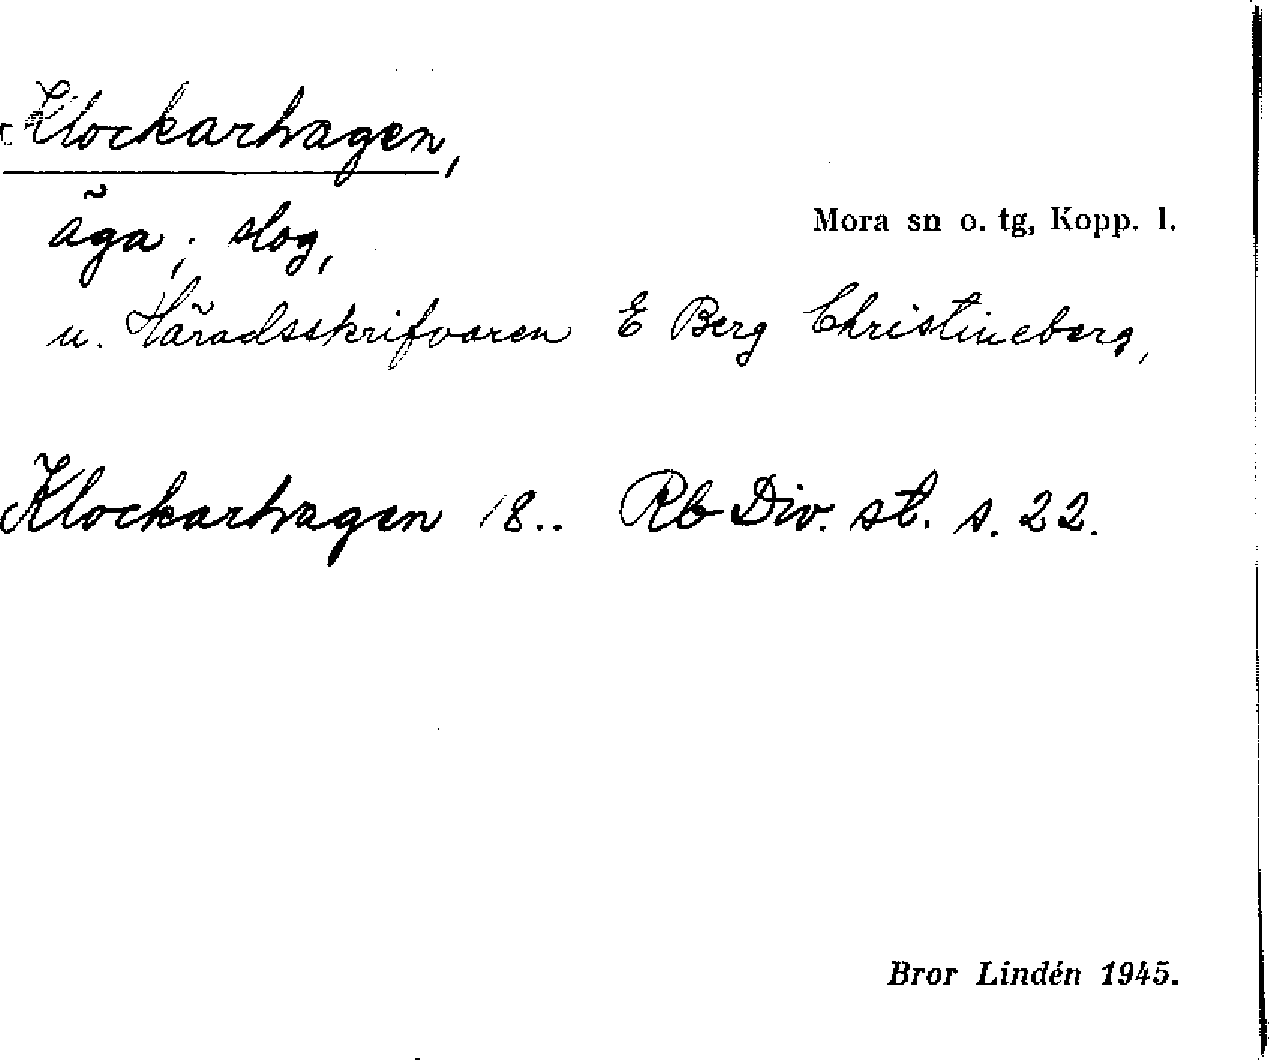 Klockarhagen,
äga; slog,
Mora sn o. tg, Kopp. l.
u. Häradsskrifvaren E Berg Christineberg,
Klockarhagen 18.. Rb Div. st. s. 22.
Bror Lindén 1945.